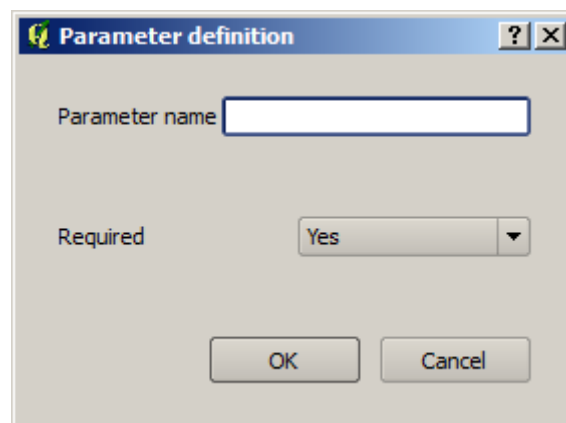 Parameter definition
Parameter name
Required Yes
OK Cancel